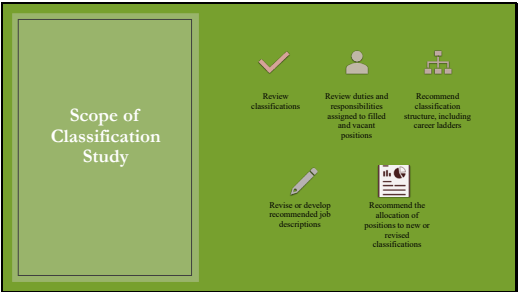 Scope of
Classification
Study
Review
classifications
Review duties and
responsibilities
assigned to filled
and vacant
positions
Recommend
classification
structure, including
career ladders
Revise or develop
recommended job
descriptions
Recommend the
allocation of
positions to new or
revised
classifications